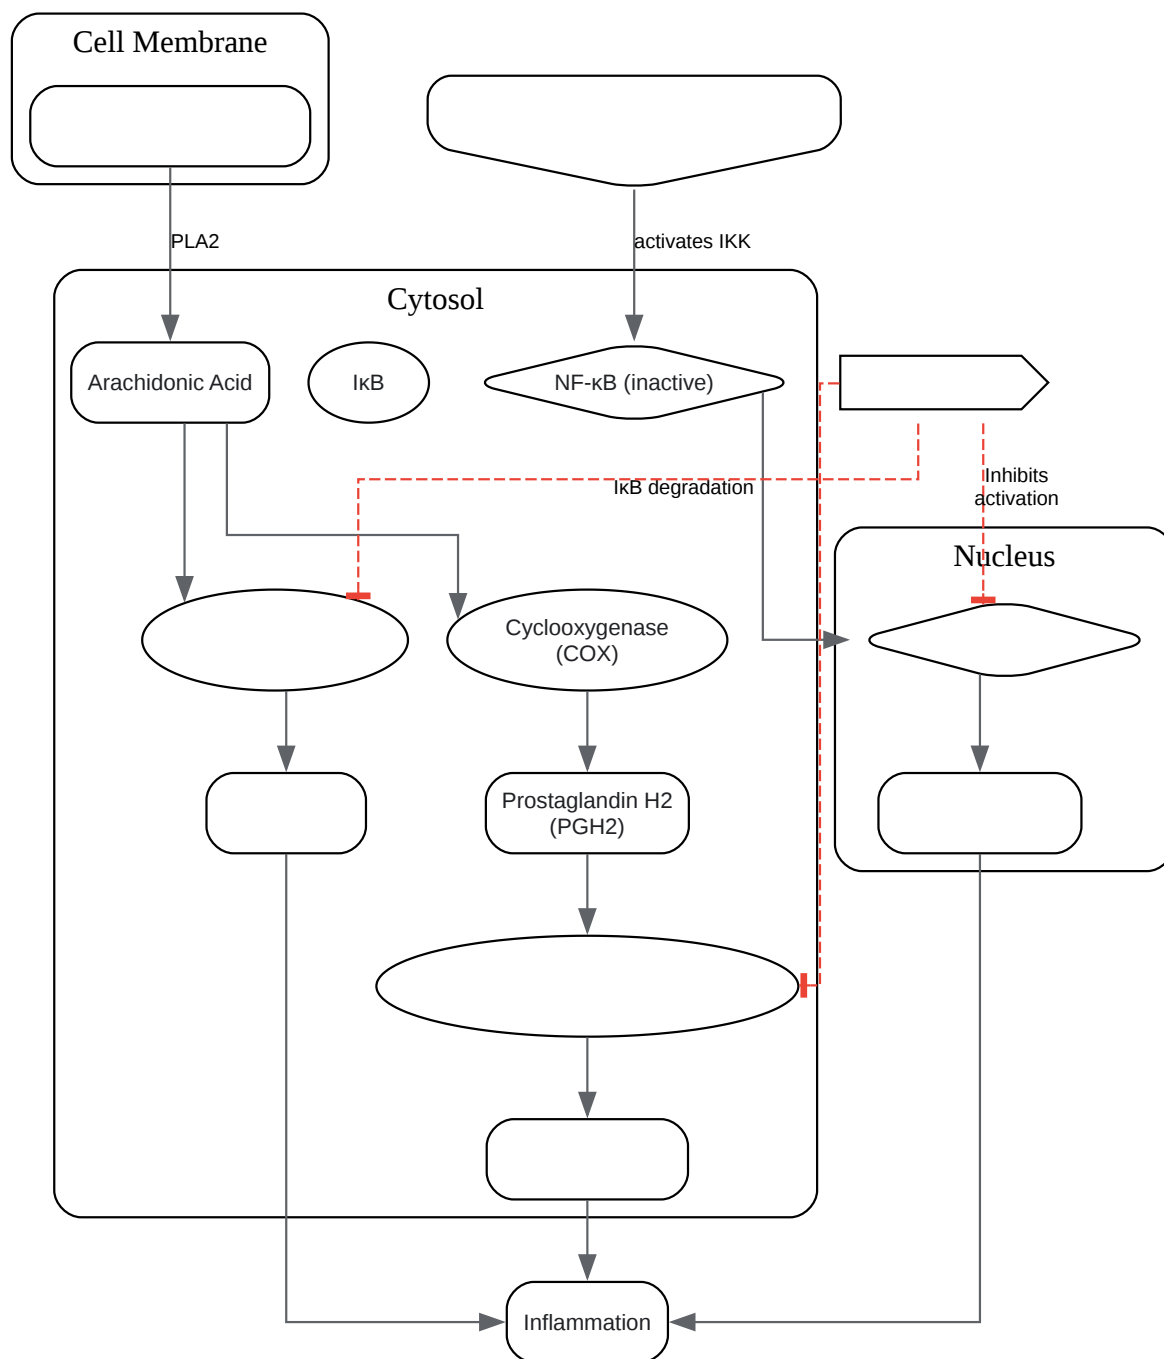 Cell Membrane
PLA2
activates IKK
Cytosol
Arachidonic Acid
IκB
NF-κB (inactive)
IκB degradation
Inhibits
activation
Nucleus
Cyclooxygenase
(COX)
Prostaglandin H2
(PGH2)
Inflammation